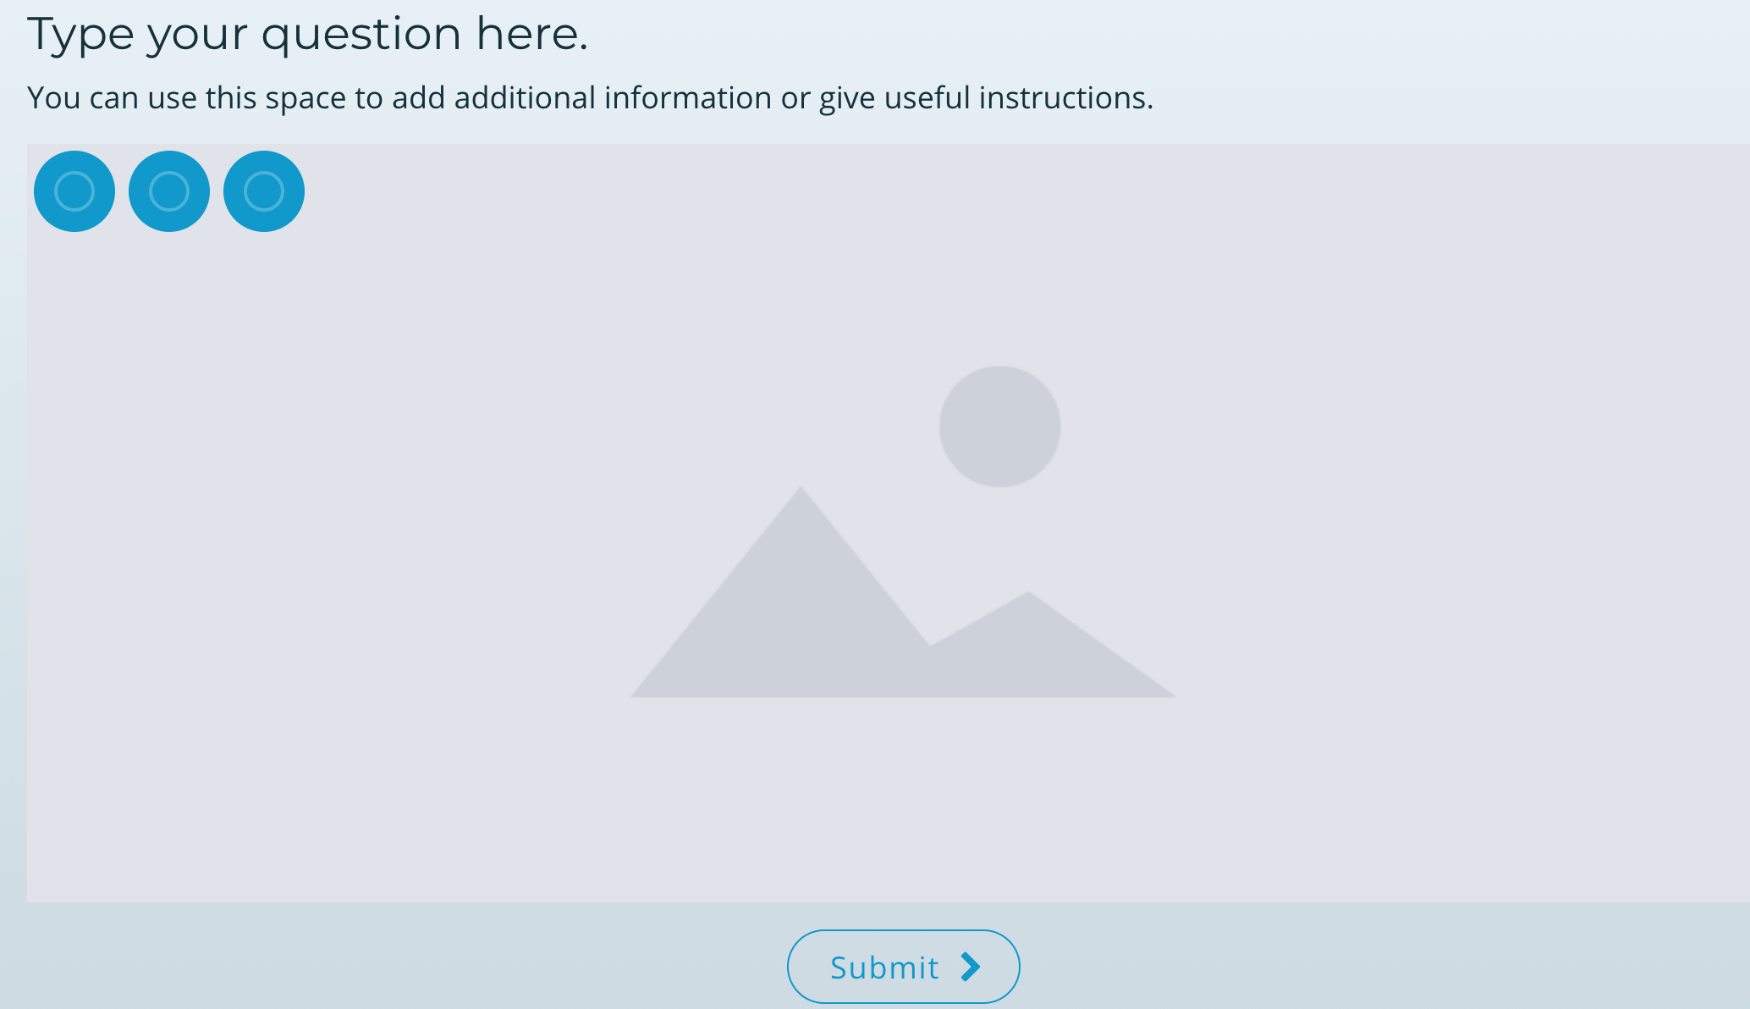 Type your question here.
You can use this space to add additional information or give useful instructions.
Submit